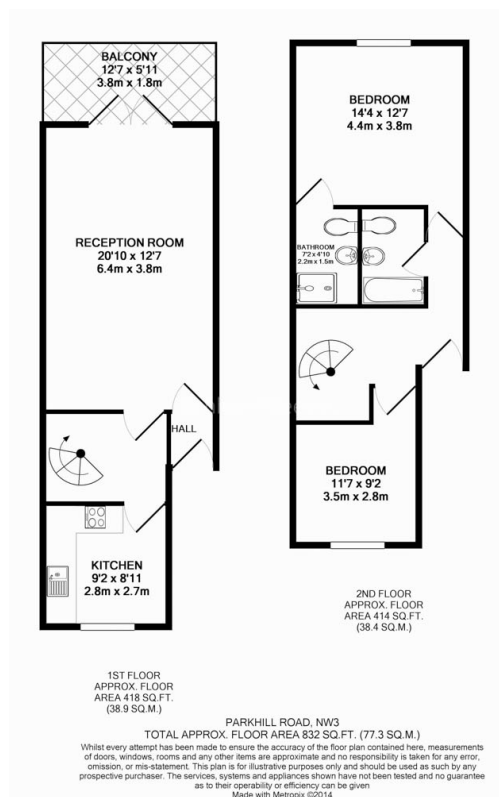 BALCONY
12'7 x 5'11
3.8m x 1.8m
RECEPTION ROOM
20'10 x 12'7
6.4m x 3.8m
HALL
KITCHEN
9'2 x 8'11
2.8m x 2.7m
1ST FLOOR
APPROX. FLOOR
AREA 418 SQ.FT.
(38.9 SQ.M.)
BEDROOM
14'4 x 12'7
4.4m x 3.8m
BATHROOM
7'2 x 4'10
2.2m x 1.5m
BEDROOM
11'7 x 9'2
3.5m x 2.8m
2ND FLOOR
APPROX. FLOOR
AREA 414 SQ.FT.
(38.4 SQ.M.)
PARKHILL ROAD, NW3
TOTAL APPROX. FLOOR AREA 832 SQ.FT. (77.3 SQ.M.)
Whilst every attempt has been made to ensure the accuracy of the floor plan contained here, measurements
of doors, windows, rooms and any other items are approximate and no responsibility is taken for any error,
omission, or mis-statement. This plan is for illustrative purposes only and should be used as such by any
prospective purchaser. The services, systems and appliances shown have not been tested and no guarantee
as to their operability or efficiency can be given
Made with Metropix ©2014